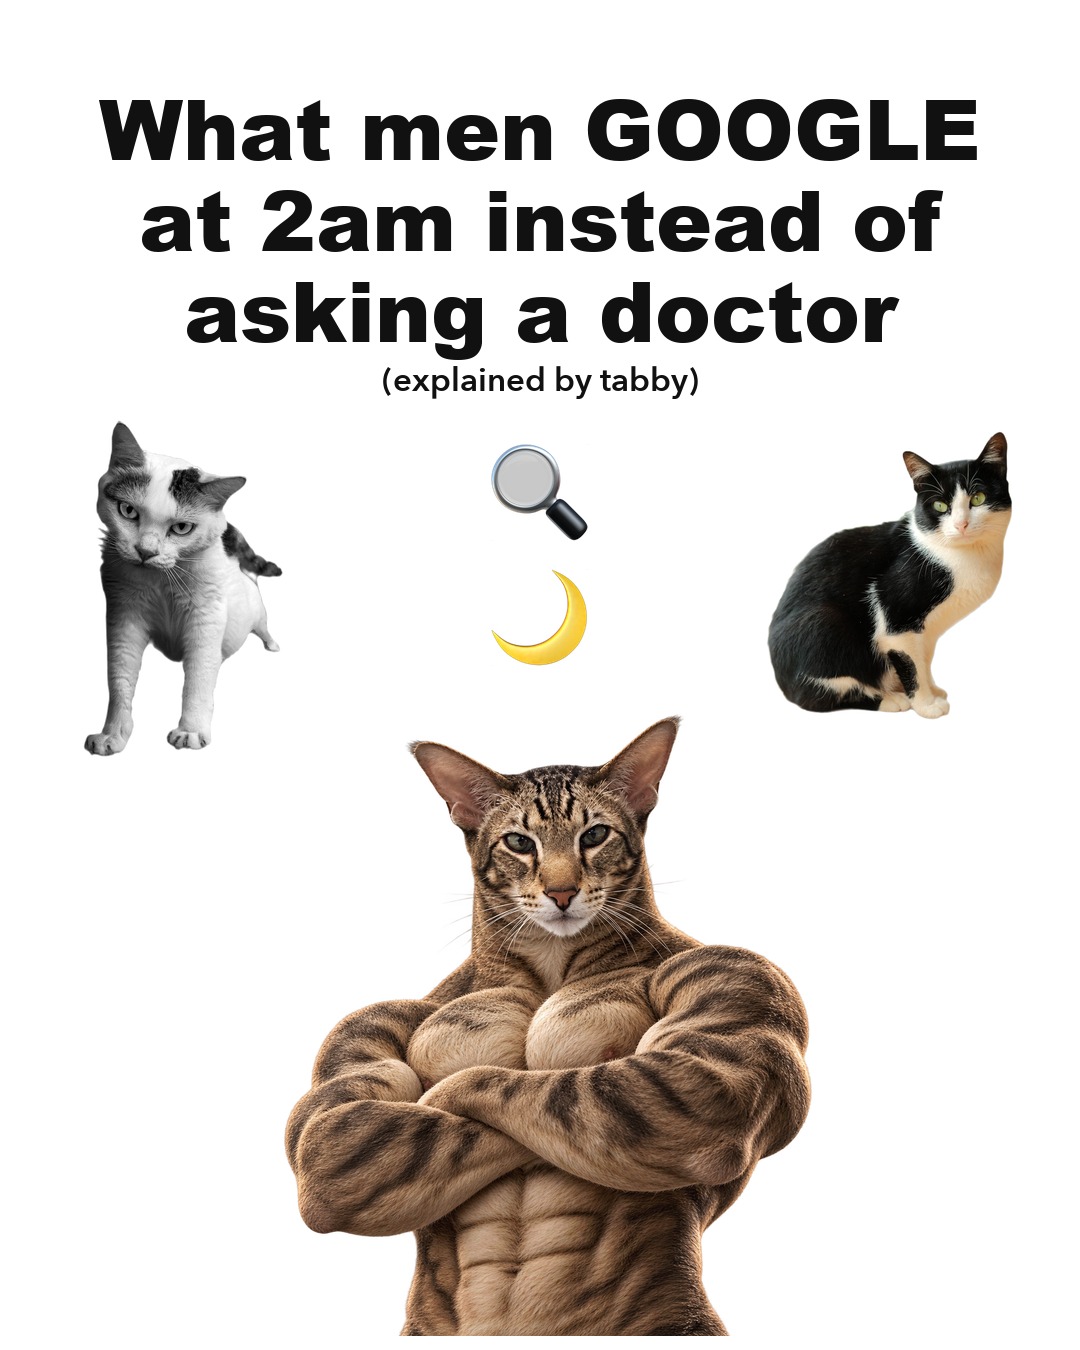 What men GOOGLE
at 2am instead of
asking a doctor
(explained by tabby)